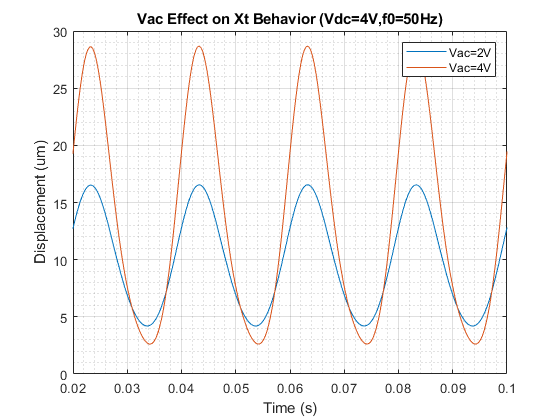 Vac Effect on Xt Behavior (Vdc=4V,f0=50Hz)
Vac=2V
Vac=4V
30
25
20
15
10
5
0
Displacement (um)
0.02 0.03 0.04 0.05 0.06 0.07 0.08 0.09 0.1
Time (s)